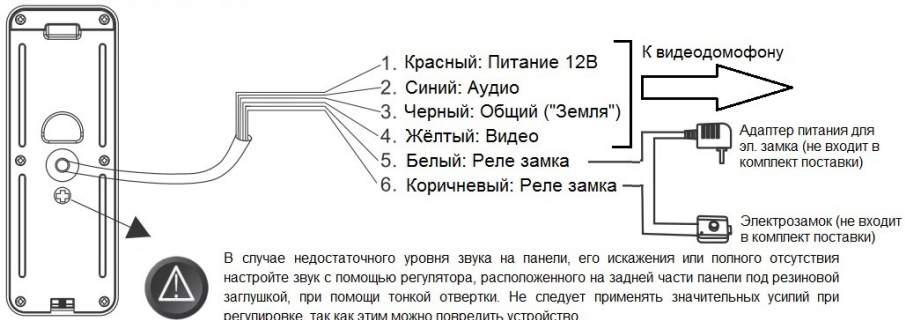 1. Красный: Питание 12В
2. Синий: Аудио
3. Черный: Общий ("Земля")
4. Жёлтый: Видео
5. Белый: Реле замка
6. Коричневый: Реле замка
К видеодомофону
Адаптер питания для
эл. замка (не входит в
комплект поставки)
Электрозамок (не входит
в комплект поставки)
В случае недостаточного уровня звука на панели, его искажения или полного отсутствия
настройте звук с помощью регулятора, расположенного на задней части панели под резиновой
заглушкой, при помощи тонкой отвертки. Не следует применять значительных усилий при
регулировке, так как этим можно повредить устройство